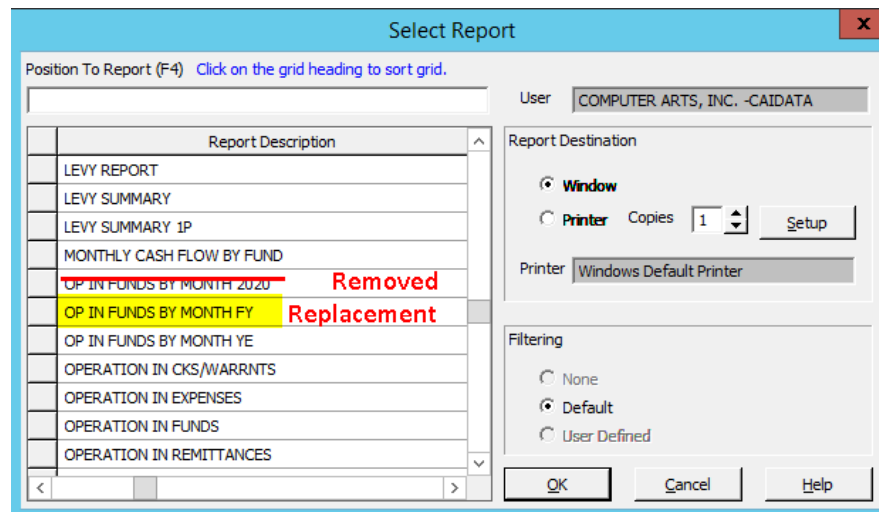 Select Report
x
Position To Report (F4) Click on the grid heading to sort grid.
User COMPUTER ARTS, INC. -CAIDATA
Report Description
LEVY REPORT
LEVY SUMMARY
LEVY SUMMARY 1P
MONTHLY CASH FLOW BY FUND
OP IN FUNDS BY MONTH 2020 Removed
OP IN FUNDS BY MONTH FY Replacement
OP IN FUNDS BY MONTH YE
OPERATION IN CKS/WARRNTS
OPERATION IN EXPENSES
OPERATION IN FUNDS
OPERATION IN REMITTANCES
Report Destination
Window
Printer Copies 1 Setup
Printer Windows Default Printer
Filtering
None
Default
User Defined
OK Cancel Help